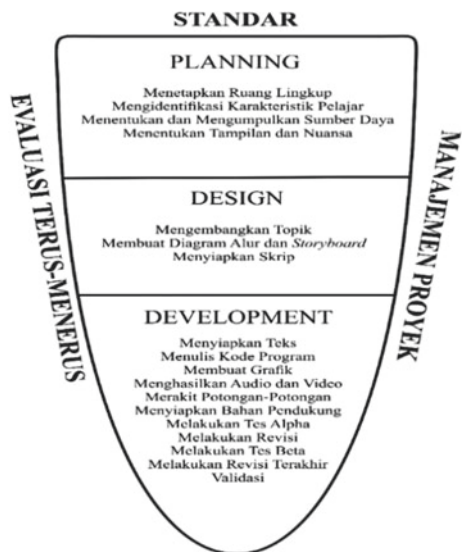 STANDAR
PLANNING
Menetapkan Ruang Lingkup
Mengidentifikasi Karakteristik Pelajar
Menentukan dan Mengumpulkan Sumber Daya
Menentukan Tampilan dan Nuansa
EVALUASI TERUS-MENERUS
MANAJEMEN PROYEK
DESIGN
Mengembangkan Topik
Membuat Diagram Alur dan Storyboard
Menyiapkan Skrip
DEVELOPMENT
Menyiapkan Teks
Menulis Kode Program
Membuat Grafik
Menghasilkan Audio dan Video
Merakit Potongan-Potongan
Menyiapkan Bahan Pendukung
Melakukan Tes Alpha
Melakukan Revisi
Melakukan Tes Beta
Melakukan Revisi Terakhir
Validasi